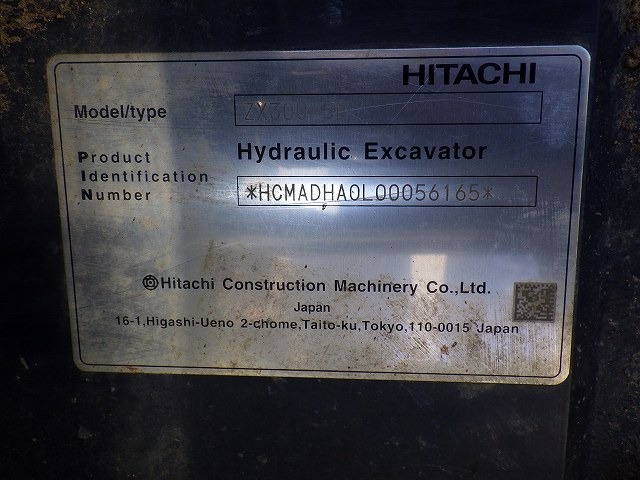 HITACHI
Model/type
Product Hydraulic Excavator
Identification
Number *HCMADHA0L00056165*
Hitachi Construction Machinery Co.,Ltd.
Japan
16-1,Higashi-Ueno 2-chome,Taito-ku,Tokyo,110-0015 Japan